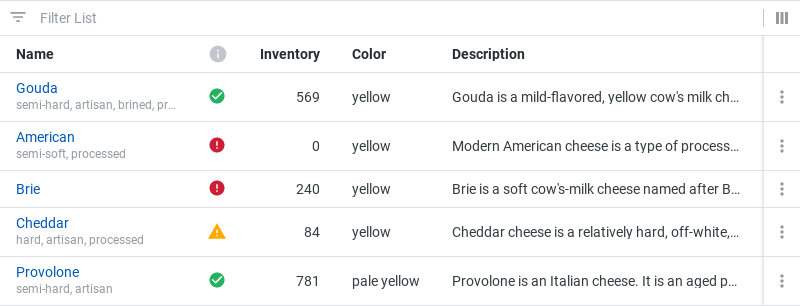 Filter List
Name Inventory Color Description
Gouda
semi-hard, artisan, brined, pr…
569 yellow Gouda is a mild-flavored, yellow cow's milk ch…
American
semi-soft, processed
0 yellow Modern American cheese is a type of process…
Brie 240 yellow Brie is a soft cow's-milk cheese named after B…
Cheddar
hard, artisan, processed
84 yellow Cheddar cheese is a relatively hard, off-white,…
Provolone
semi-hard, artisan
781 pale yellow Provolone is an Italian cheese. It is an aged p…